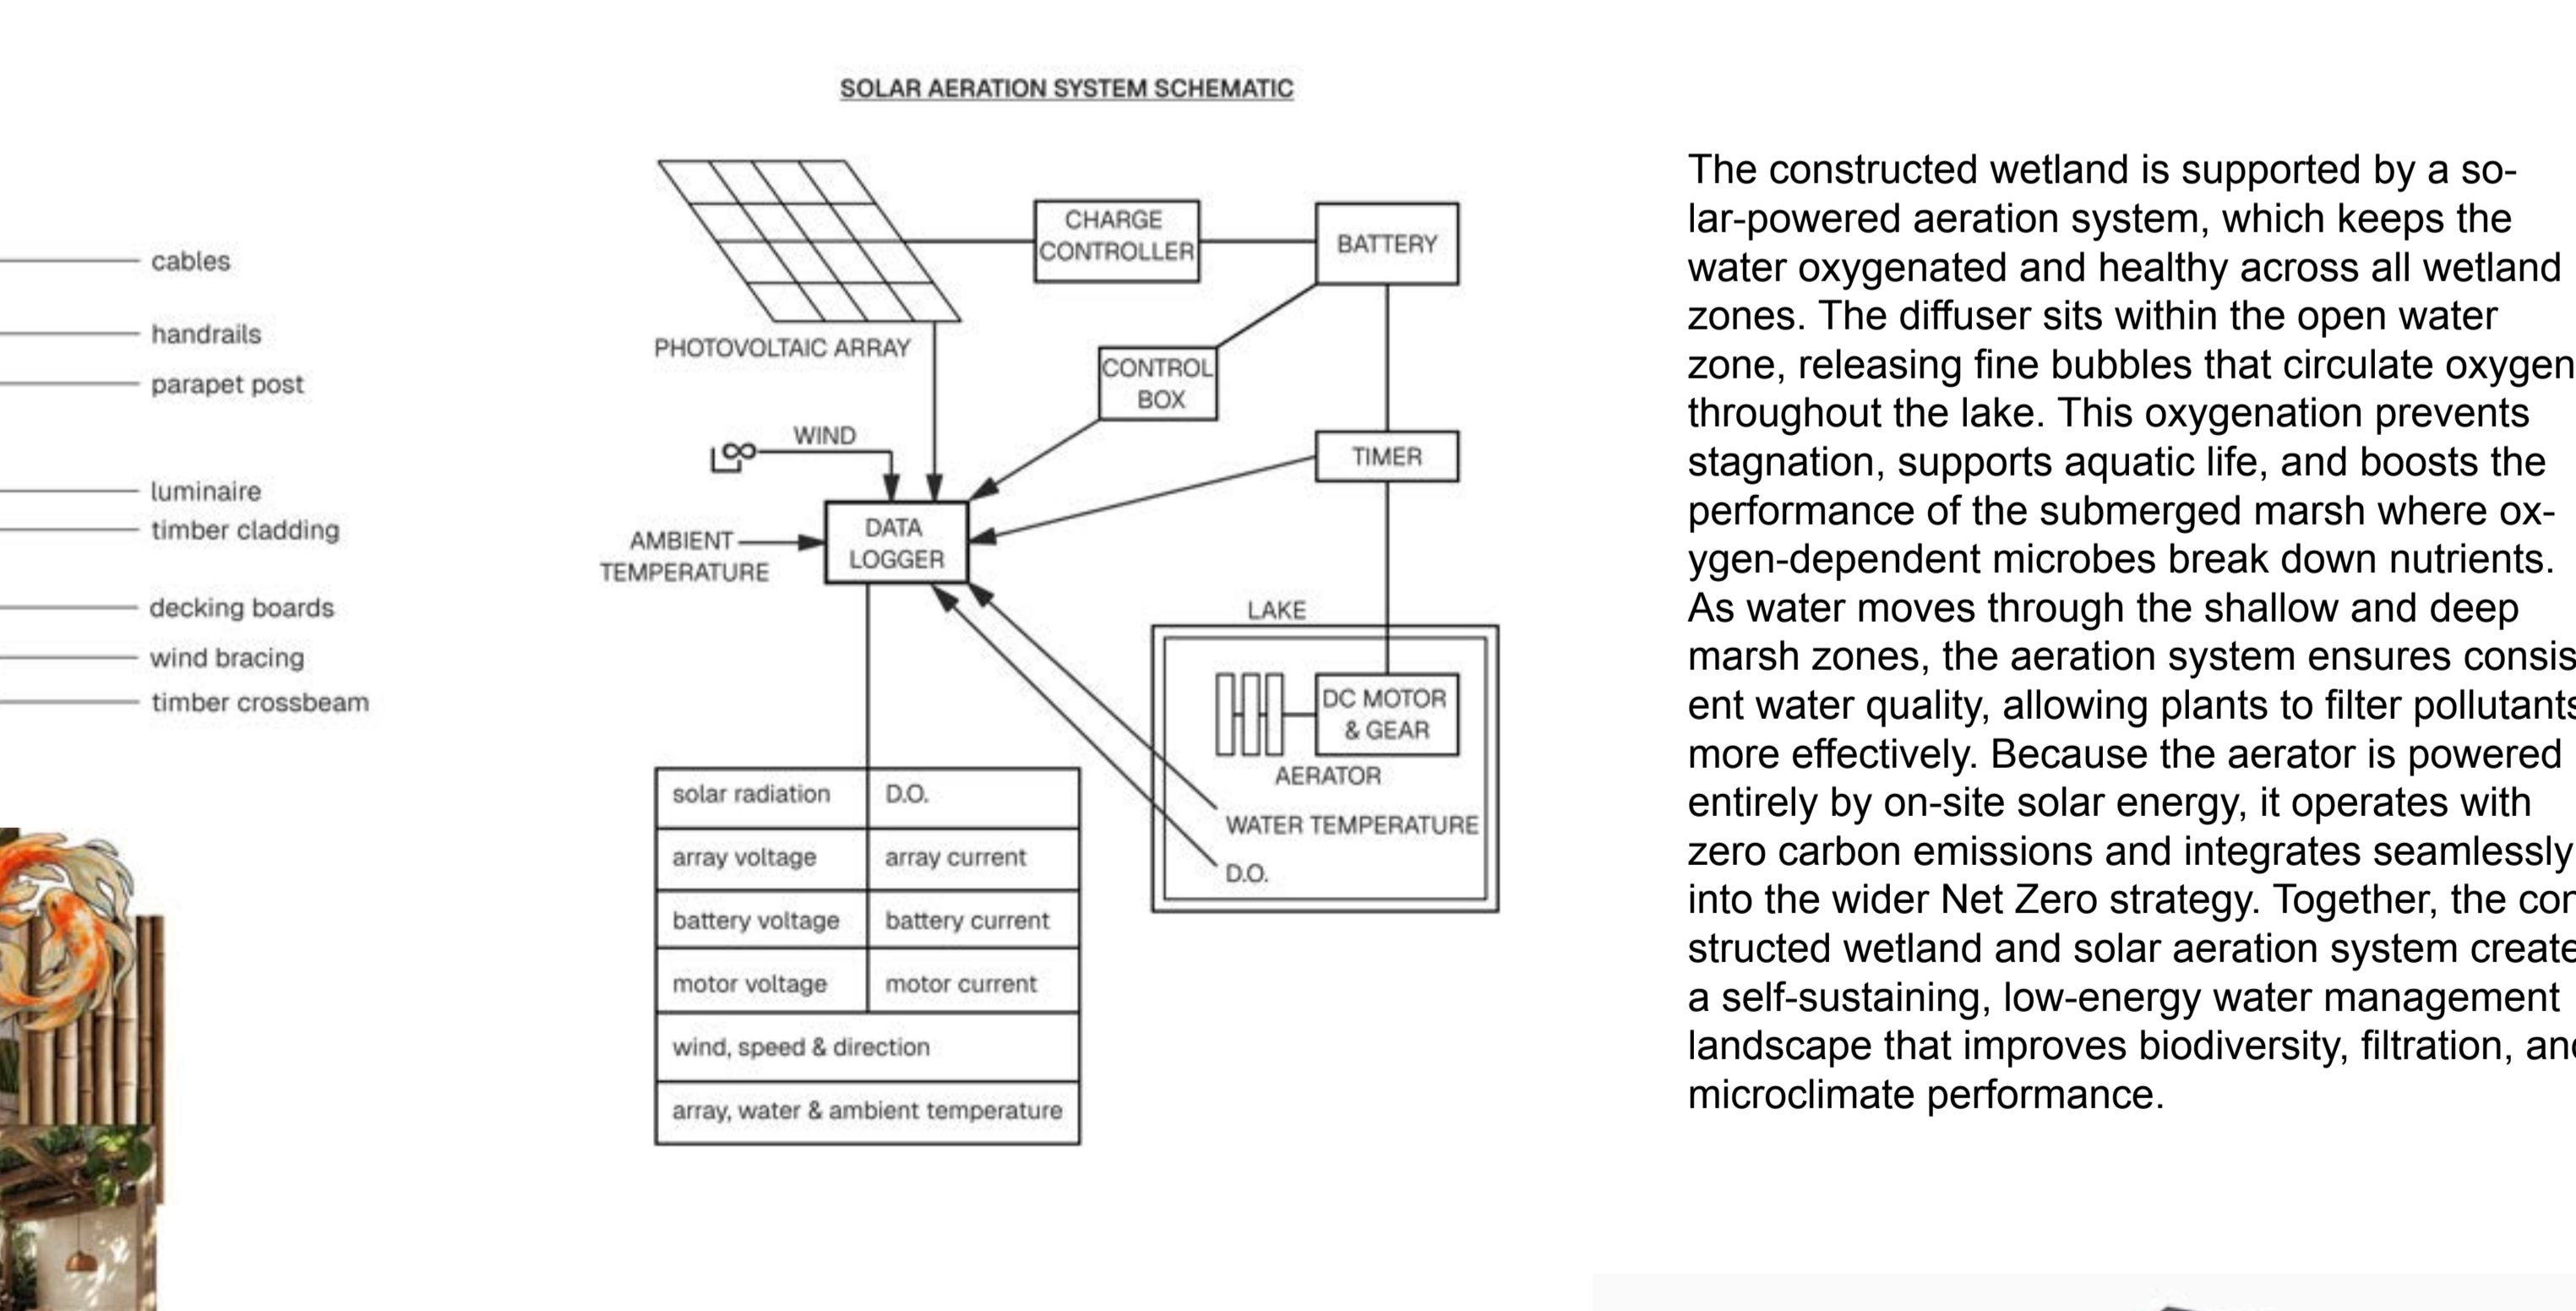 cables
handrails
parapet post
luminaire
timber cladding
decking boards
wind bracing
timber crossbeam
SOLAR AERATION SYSTEM SCHEMATIC
CHARGE
CONTROLLER
BATTERY
PHOTOVOLTAIC ARRAY
CONTROL
BOX
WIND
TIMER
DATA
LOGGER
AMBIENT
TEMPERATURE
LAKE
DC MOTOR
& GEAR
AERATOR
WATER TEMPERATURE
D.O.
solar radiation D.O.
array voltage array current
battery voltage battery current
motor voltage motor current
wind, speed & direction
array, water & ambient temperature
The constructed wetland is supported by a so-
lar-powered aeration system, which keeps the
water oxygenated and healthy across all wetland
zones. The diffuser sits within the open water
zone, releasing fine bubbles that circulate oxygen
throughout the lake. This oxygenation prevents
stagnation, supports aquatic life, and boosts the
performance of the submerged marsh where ox-
ygen-dependent microbes break down nutrients.
As water moves through the shallow and deep
marsh zones, the aeration system ensures consis
ent water quality, allowing plants to filter pollutants
more effectively. Because the aerator is powered
entirely by on-site solar energy, it operates with
zero carbon emissions and integrates seamlessly
into the wider Net Zero strategy. Together, the con
structed wetland and solar aeration system create
a self-sustaining, low-energy water management
landscape that improves biodiversity, filtration, and
microclimate performance.